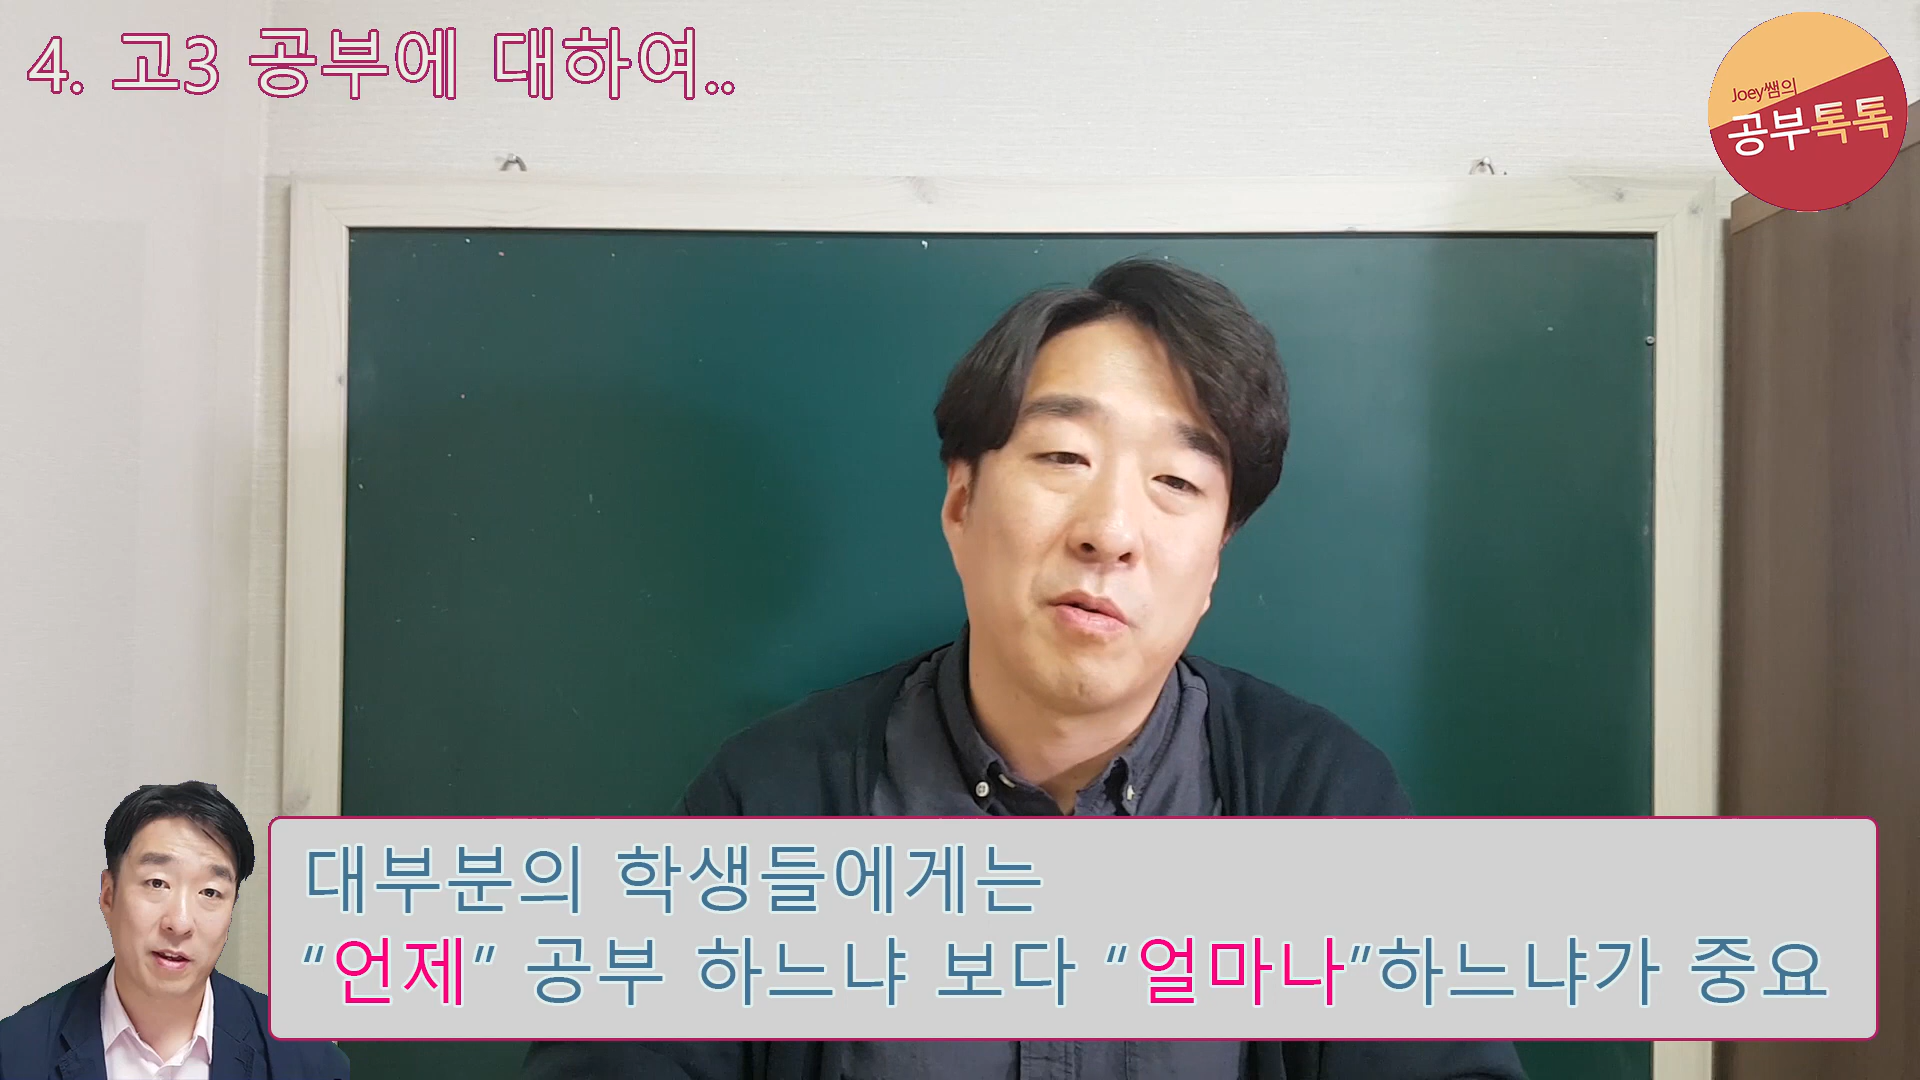 4. 고3 공부에 대하여..
Joey쌤의
공부톡톡
대부분의 학생들에게는
“언제” 공부 하느냐 보다 “얼마나”하느냐가 중요